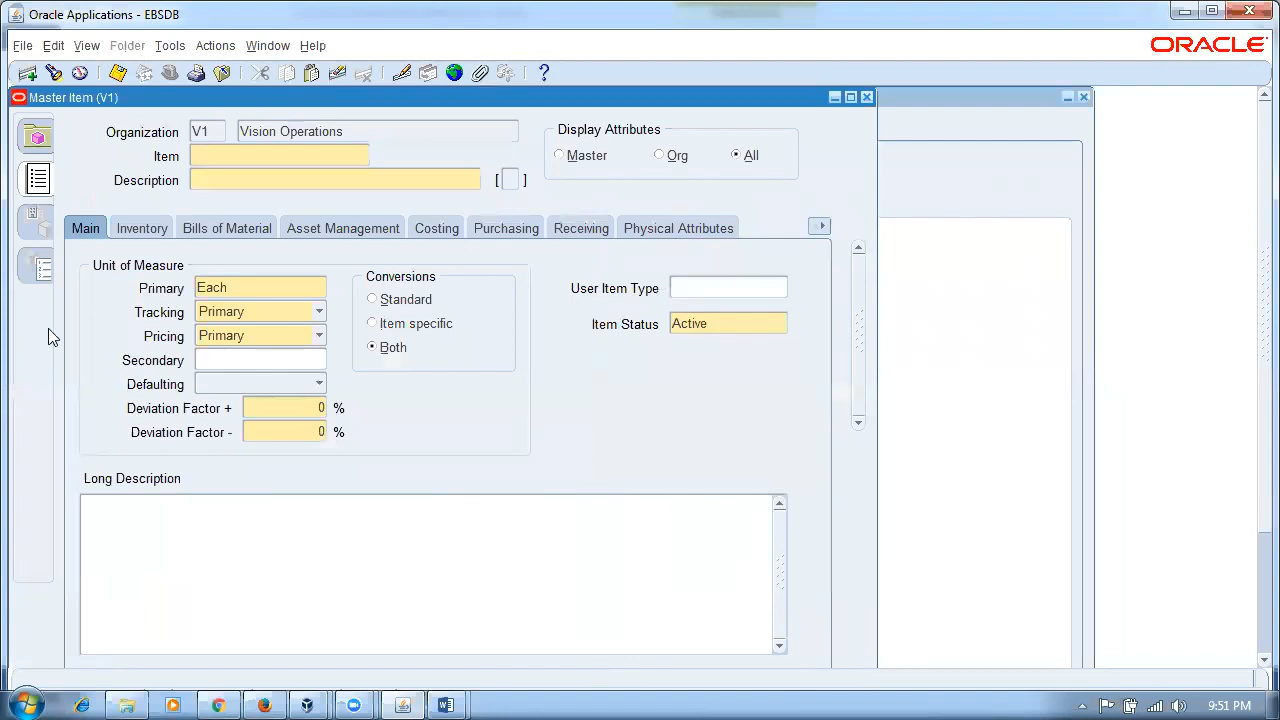 Oracle Applications - EBSDB
File Edit View Folder Tools Actions Window Help
ORACLE
Master Item (V1)
Organization V1 Vision Operations
Display Attributes
Item
Master Org All
Description [ ]
Main Inventory Bills of Material Asset Management Costing Purchasing Receiving Physical Attributes
Unit of Measure
Conversions
Primary Each
Standard
User Item Type
Tracking Primary
Item specific
Item Status Active
Pricing Primary
Both
Secondary
Defaulting
Deviation Factor + 0 %
Deviation Factor - 0 %
Long Description
9:51 PM